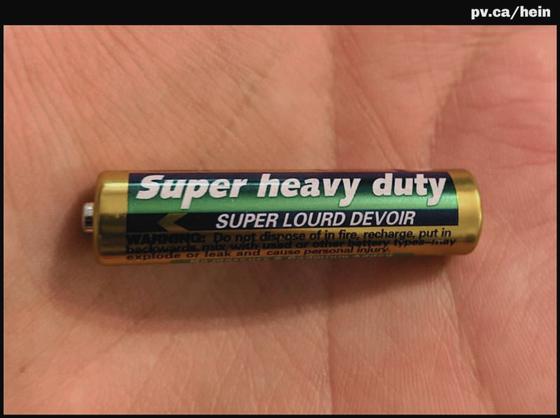 pv.ca/hein
Super heavy duty
SUPER LOURD DEVOIR
WARNING: Do not dispose of in fire, recharge, put in
backwards, mix with used or other battery types–may
explode or leak and cause personal injury.